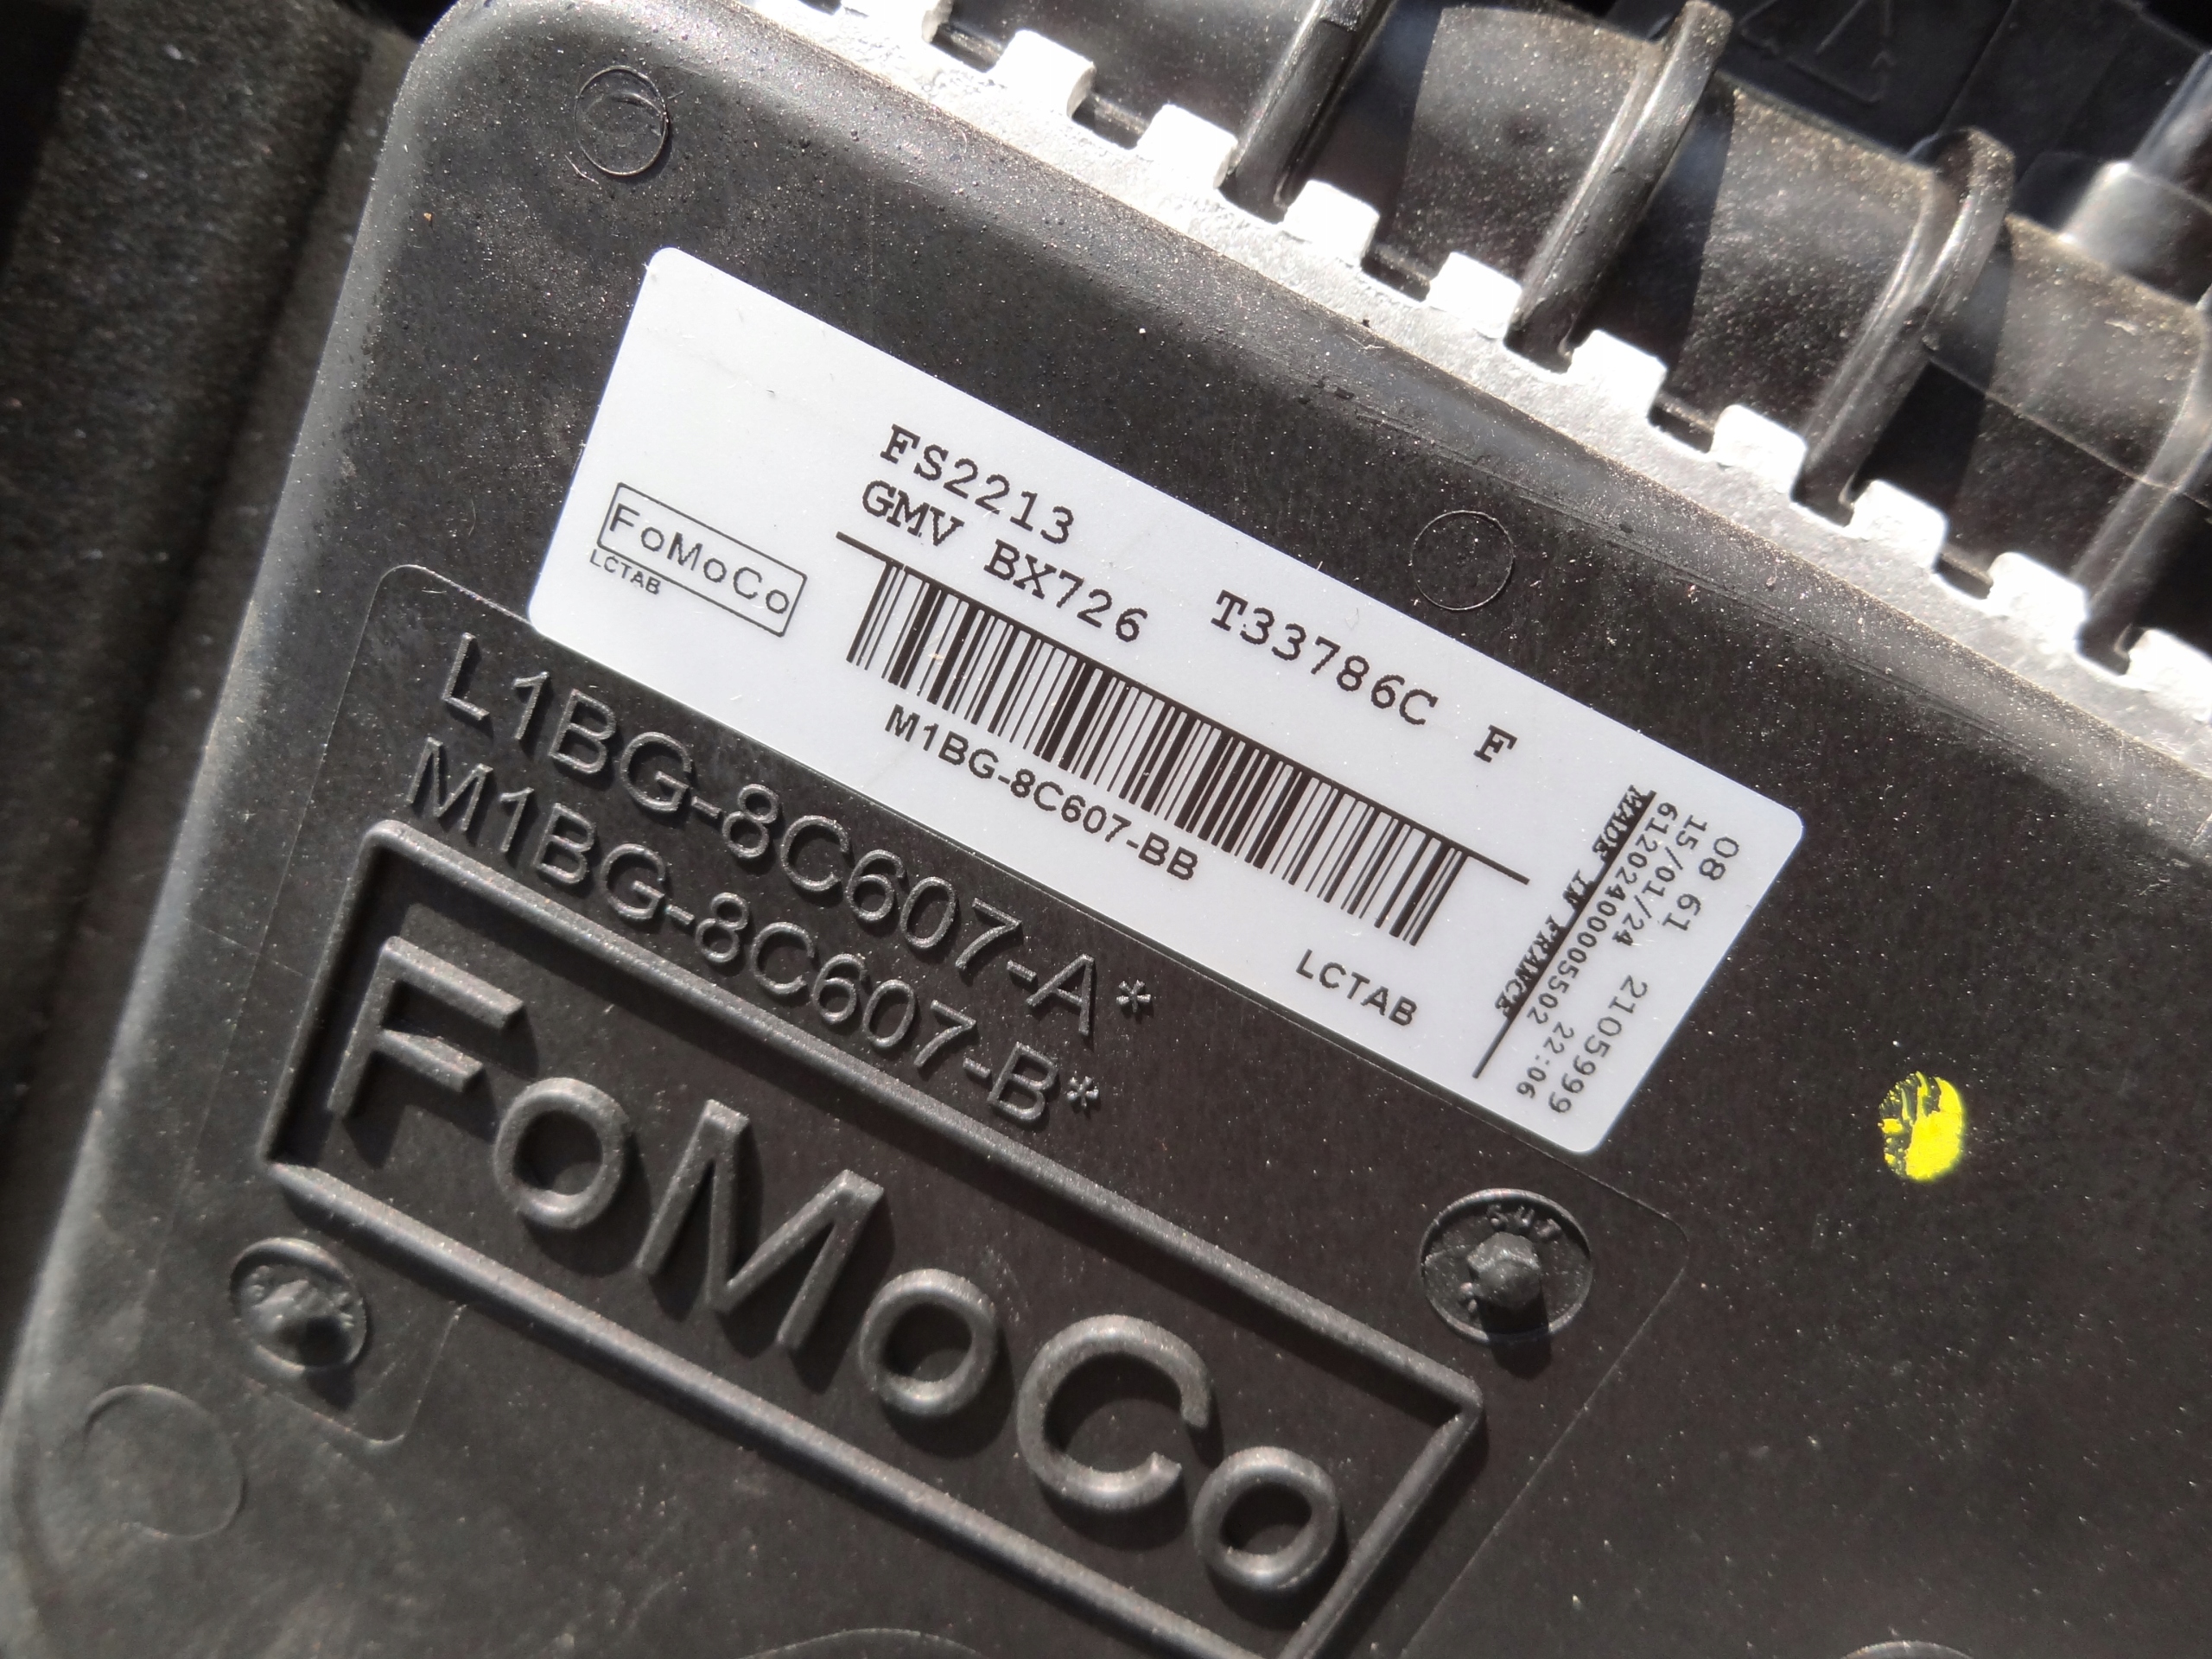 FS2213
GMV BX726 T33786C F
FoMoCo
LCTAB
M1BG-8C607-BB
LCTAB
08 61 2105999
15/01/24 22:06
61202400005502
MADE IN FRANCE
L1BG-8C607-A*
M1BG-8C607-B*
FoMoCo